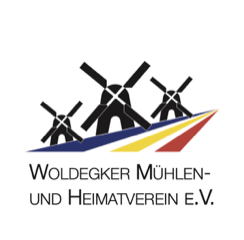 Woldegker Mühlen-
und Heimatverein e.V.